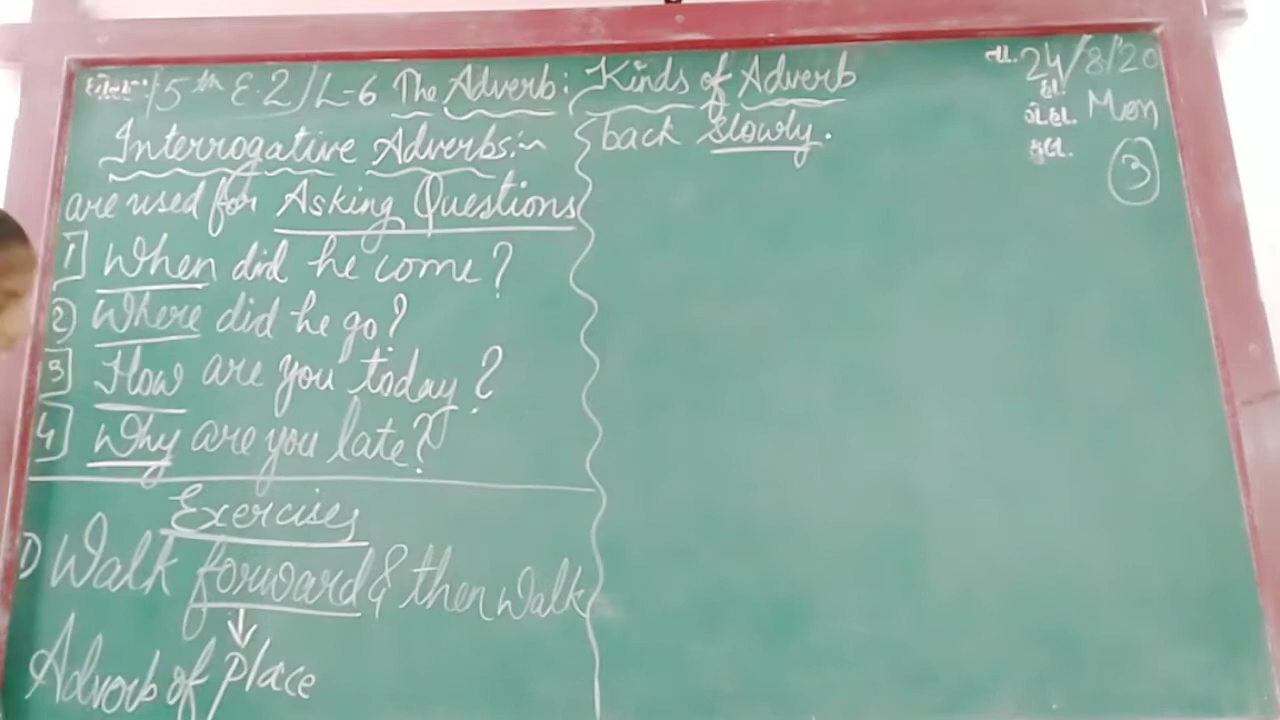 15th E.2 / L-6 The Adverb: Kinds of Adverb
તા. 24/8/20
Mon
3
Interrogative Adverbs:~
are used for Asking Questions
1 When did he come?
2) Where did he go?
3 How are you today?
4 Why are you late?
Exercises
1) Walk forward & then walk
Adverb of place
back slowly.